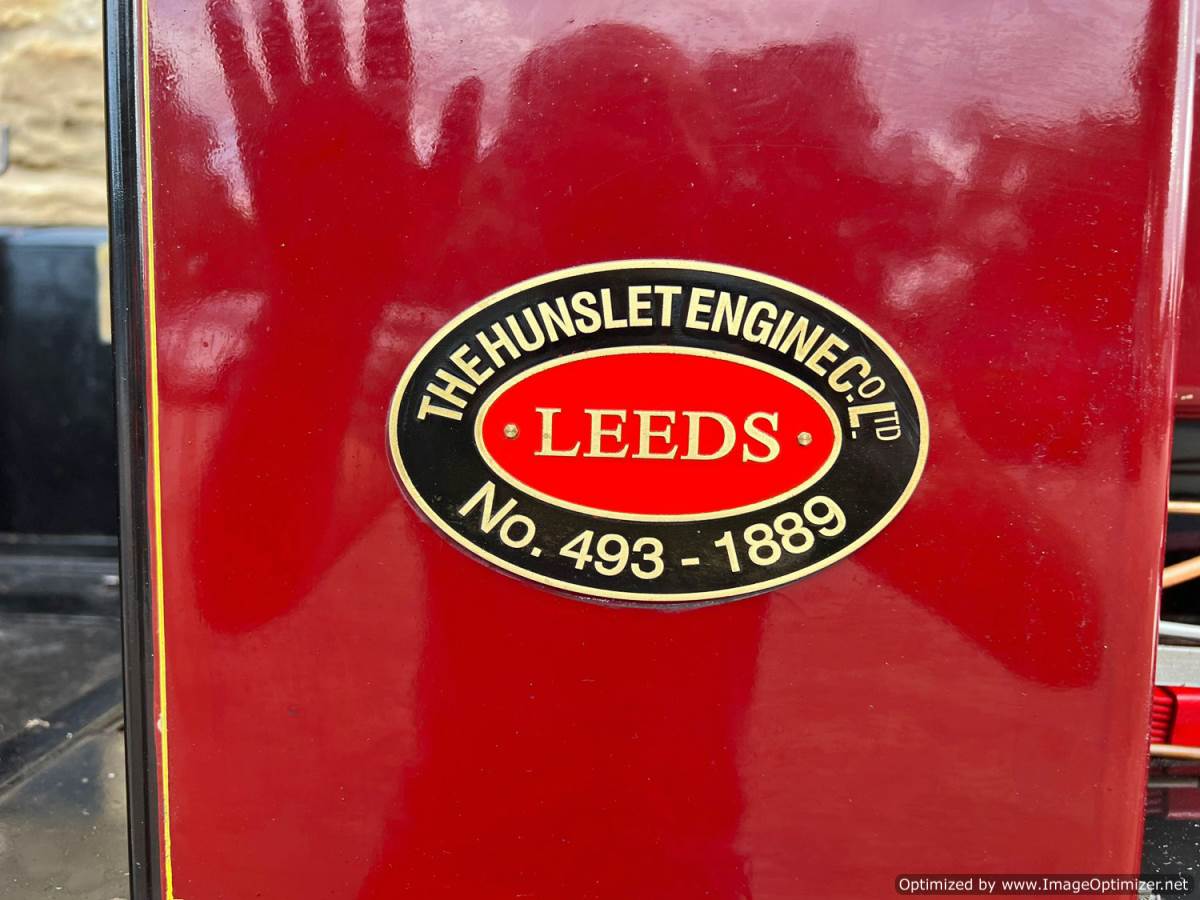 THE HUNSLET ENGINE CO. LTD
LEEDS
No. 493 - 1889
Optimized by www.ImageOptimizer.net